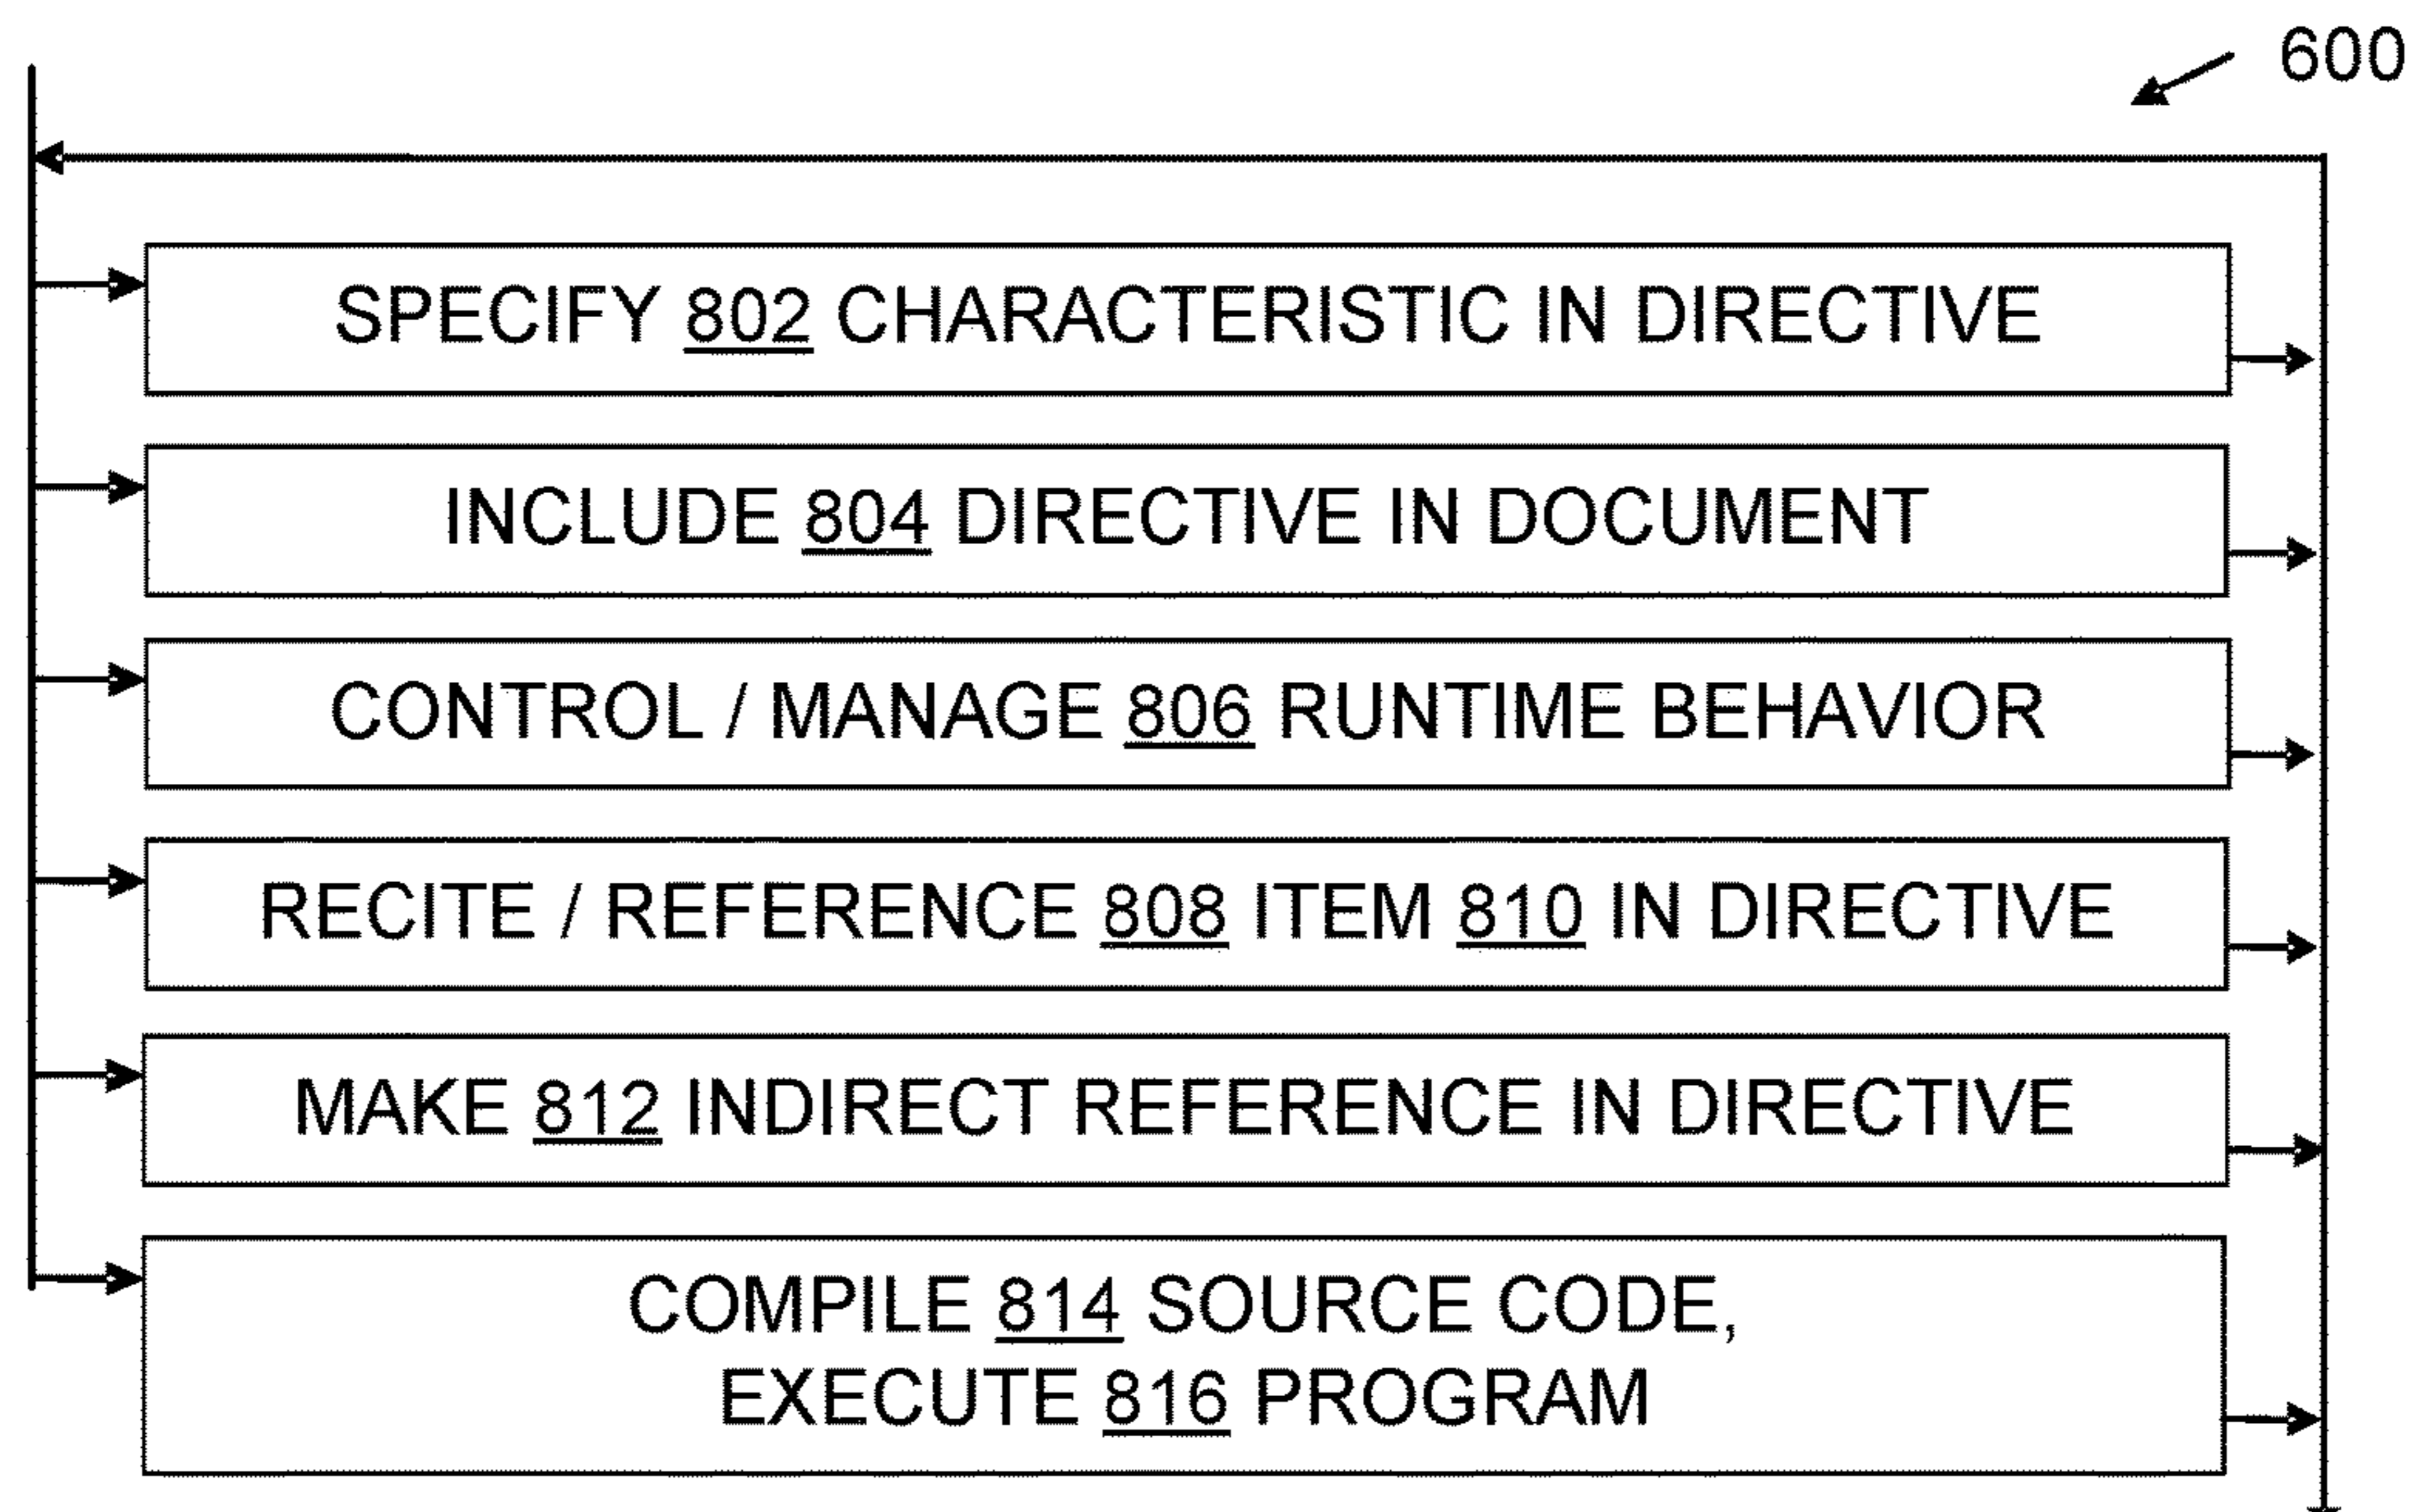 600
SPECIFY 802 CHARACTERISTIC IN DIRECTIVE
INCLUDE 804 DIRECTIVE IN DOCUMENT
CONTROL / MANAGE 806 RUNTIME BEHAVIOR
RECITE / REFERENCE 808 ITEM 810 IN DIRECTIVE
MAKE 812 INDIRECT REFERENCE IN DIRECTIVE
COMPILE 814 SOURCE CODE,
EXECUTE 816 PROGRAM